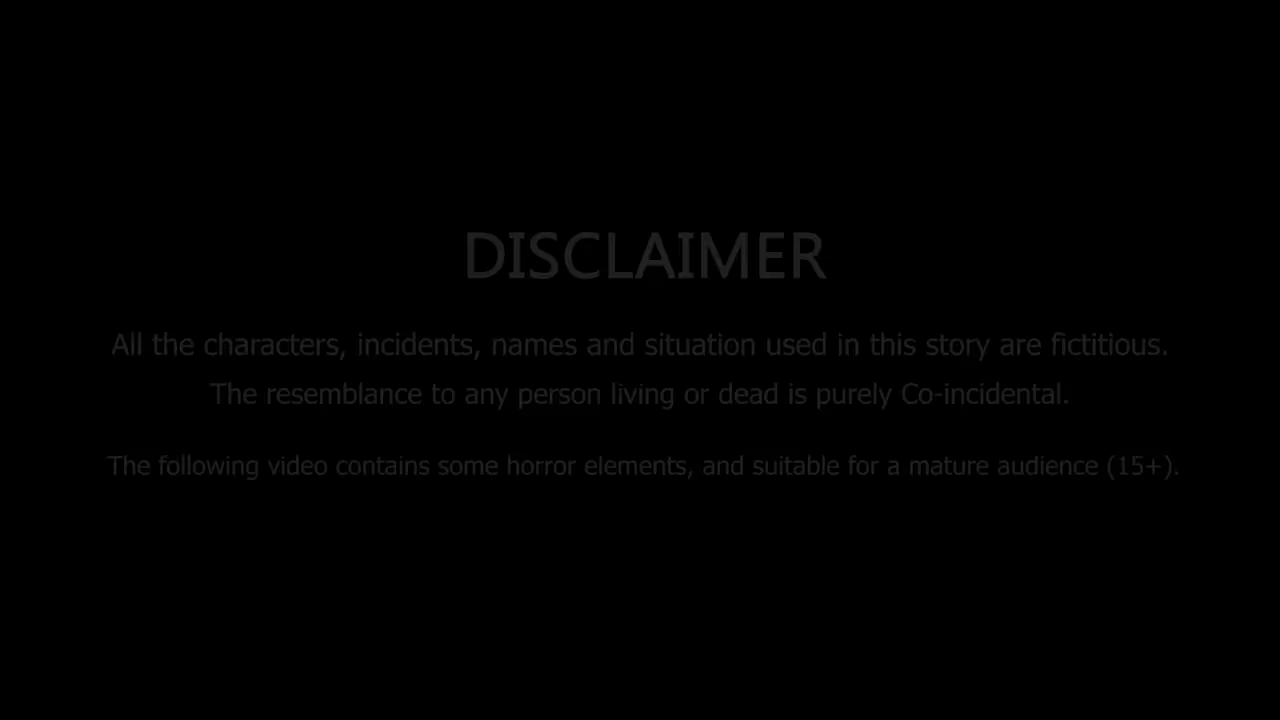 DISCLAIMER
All the characters, incidents, names and situation used in this story are fictitious.
The resemblance to any person living or dead is purely Co-incidental.
The following video contains some horror elements, and suitable for a mature audience (15+).